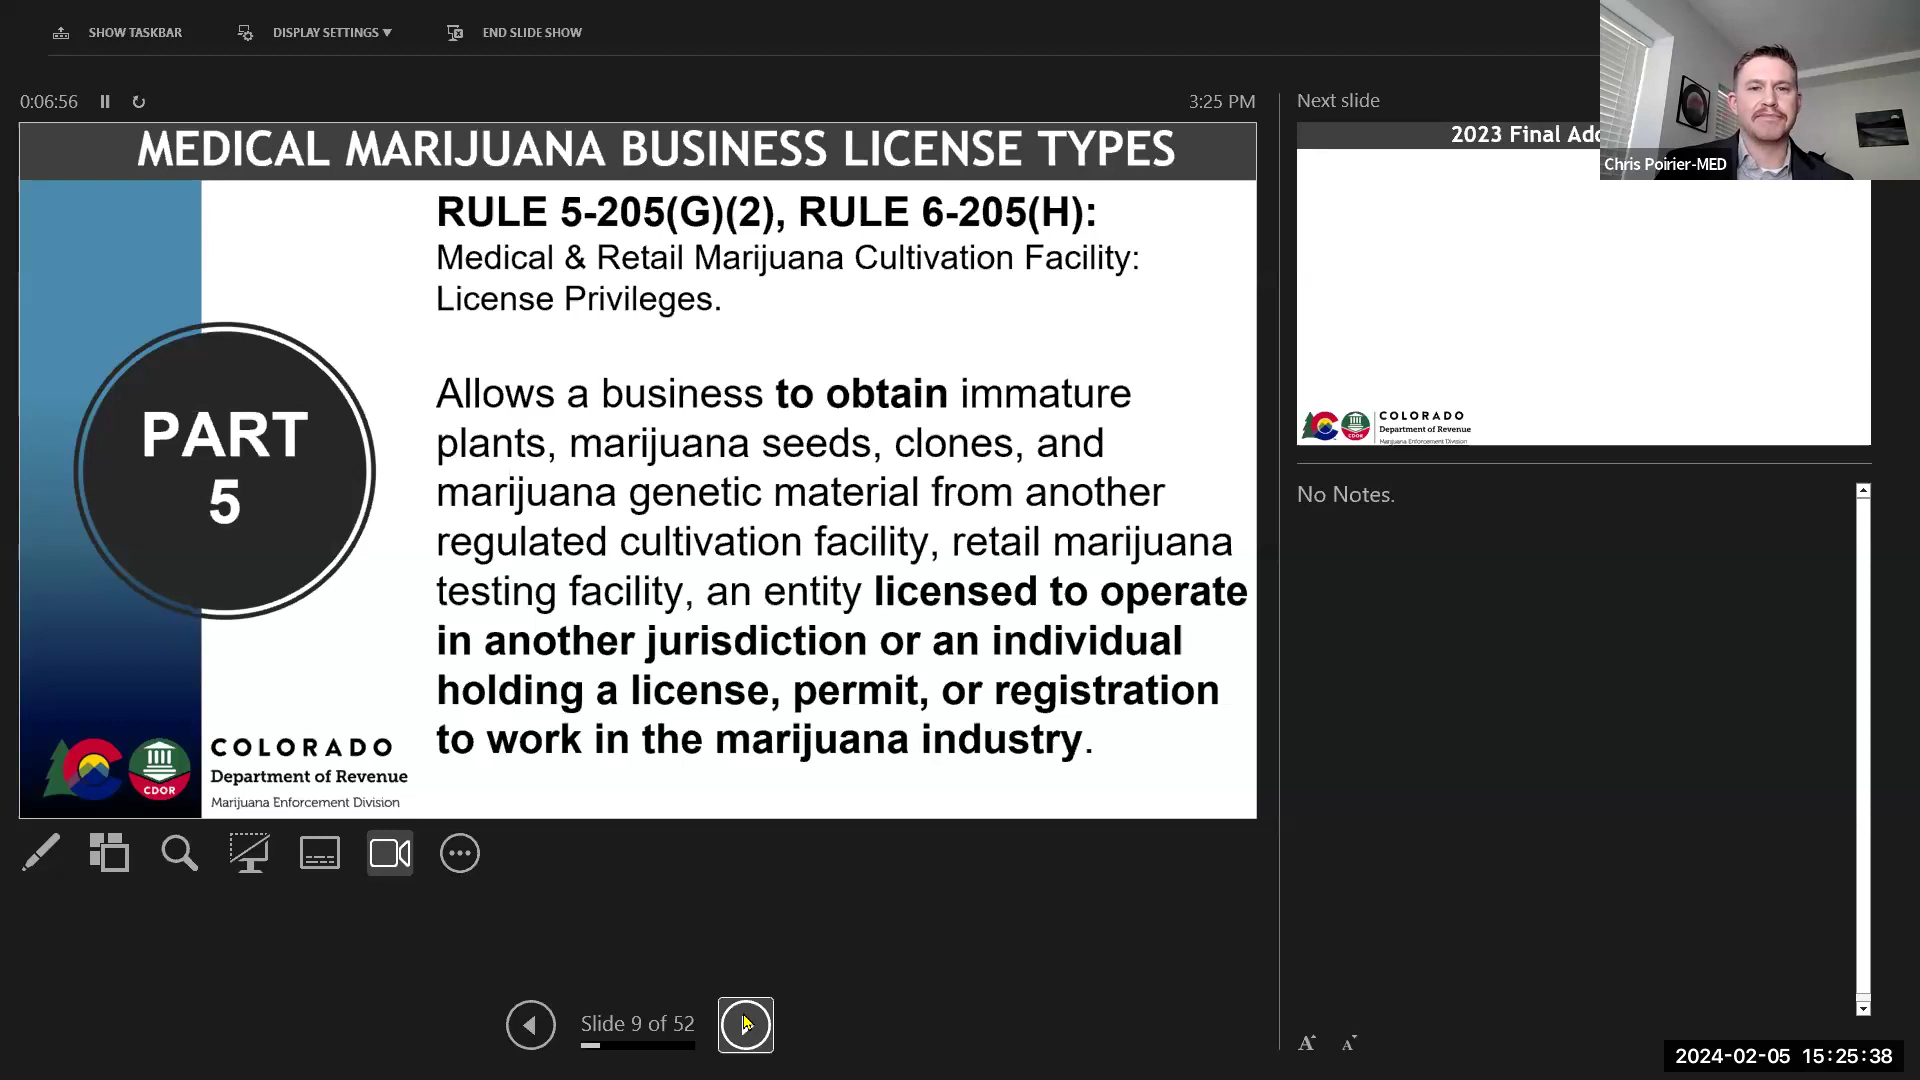 SHOW TASKBAR
DISPLAY SETTINGS ▼
END SLIDE SHOW
0:06:56
3:25 PM
MEDICAL MARIJUANA BUSINESS LICENSE TYPES
RULE 5-205(G)(2), RULE 6-205(H):
Medical & Retail Marijuana Cultivation Facility:
License Privileges.
Allows a business to obtain immature
plants, marijuana seeds, clones, and
marijuana genetic material from another
regulated cultivation facility, retail marijuana
testing facility, an entity licensed to operate
in another jurisdiction or an individual
holding a license, permit, or registration
to work in the marijuana industry.
PART
5
CDOR
COLORADO
Department of Revenue
Marijuana Enforcement Division
Slide 9 of 52
Next slide
2023 Final
Chris Poirier-MED
CDOR
COLORADO
Department of Revenue
Marijuana Enforcement Division
No Notes.
A A
2024-02-05 15:25:38